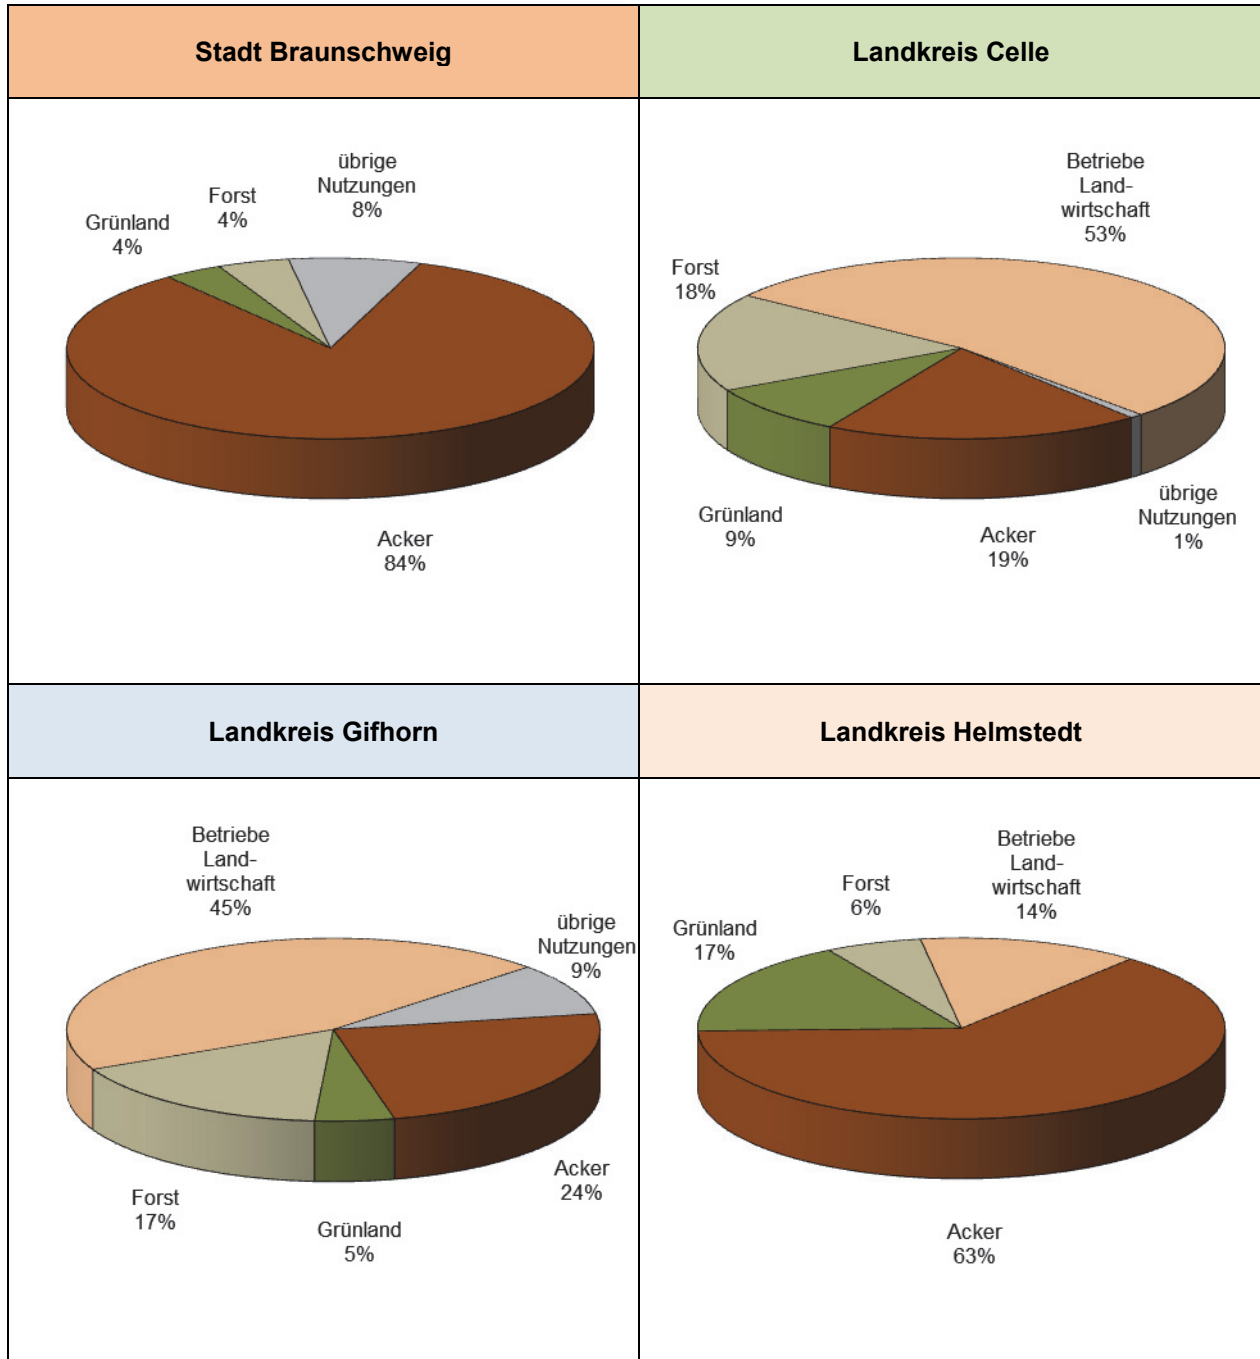 Stadt Braunschweig
Landkreis Celle
übrige
Nutzungen
8%
Forst
4%
Grünland
4%
Acker
84%
Betriebe
Land-
wirtschaft
53%
Forst
18%
Grünland
9%
Acker
19%
übrige
Nutzungen
1%
Landkreis Gifhorn
Landkreis Helmstedt
Betriebe
Land-
wirtschaft
45%
übrige
Nutzungen
9%
Acker
24%
Forst
17%
Grünland
5%
Betriebe
Land-
wirtschaft
14%
Forst
6%
Grünland
17%
Acker
63%